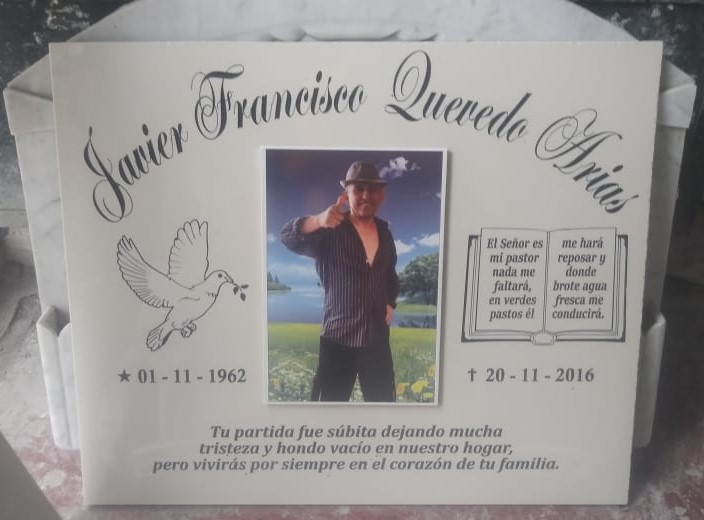 Javier Francisco Quevedo Arias
El Señor es
mi pastor
nada me
faltará,
en verdes
pastos él
me hará
reposar y
donde
brote agua
fresca me
conducirá.
★ 01 - 11 - 1962
✝ 20 - 11 - 2016
Tu partida fue súbita dejando mucha
tristeza y hondo vacío en nuestro hogar,
pero vivirás por siempre en el corazón de tu familia.